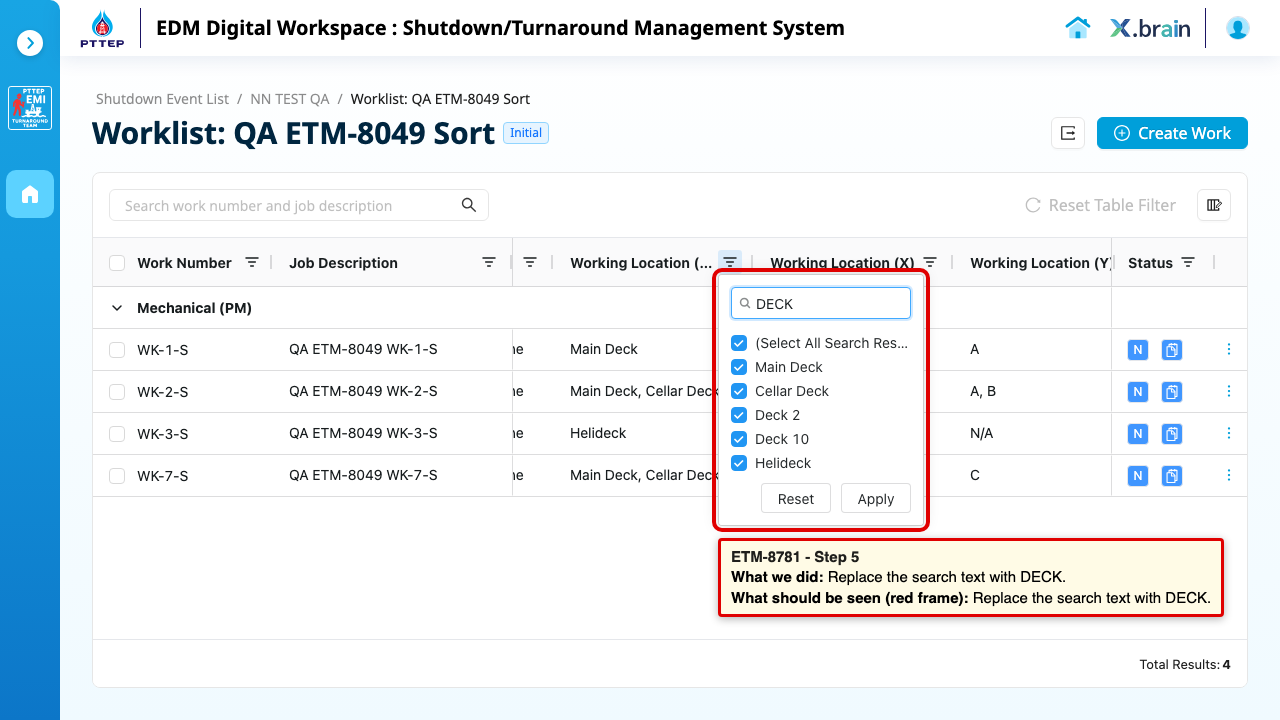 PTTEP
EDM Digital Workspace : Shutdown/Turnaround Management System
X.brain
PTTEP
EMI
TURNAROUND
TEAM
Shutdown Event List / NN TEST QA / Worklist: QA ETM-8049 Sort
Worklist: QA ETM-8049 Sort Initial
Create Work
Search work number and job description
Reset Table Filter
Work Number Job Description Working Location (... Working Location (X) Working Location (Y) Status
Mechanical (PM)
WK-1-S QA ETM-8049 WK-1-S ne Main Deck A N
WK-2-S QA ETM-8049 WK-2-S ne Main Deck, Cellar Deck A, B N
WK-3-S QA ETM-8049 WK-3-S ne Helideck N/A N
WK-7-S QA ETM-8049 WK-7-S ne Main Deck, Cellar Deck C N
DECK
(Select All Search Res...
Main Deck
Cellar Deck
Deck 2
Deck 10
Helideck
Reset Apply
ETM-8781 - Step 5
What we did: Replace the search text with DECK.
What should be seen (red frame): Replace the search text with DECK.
Total Results: 4